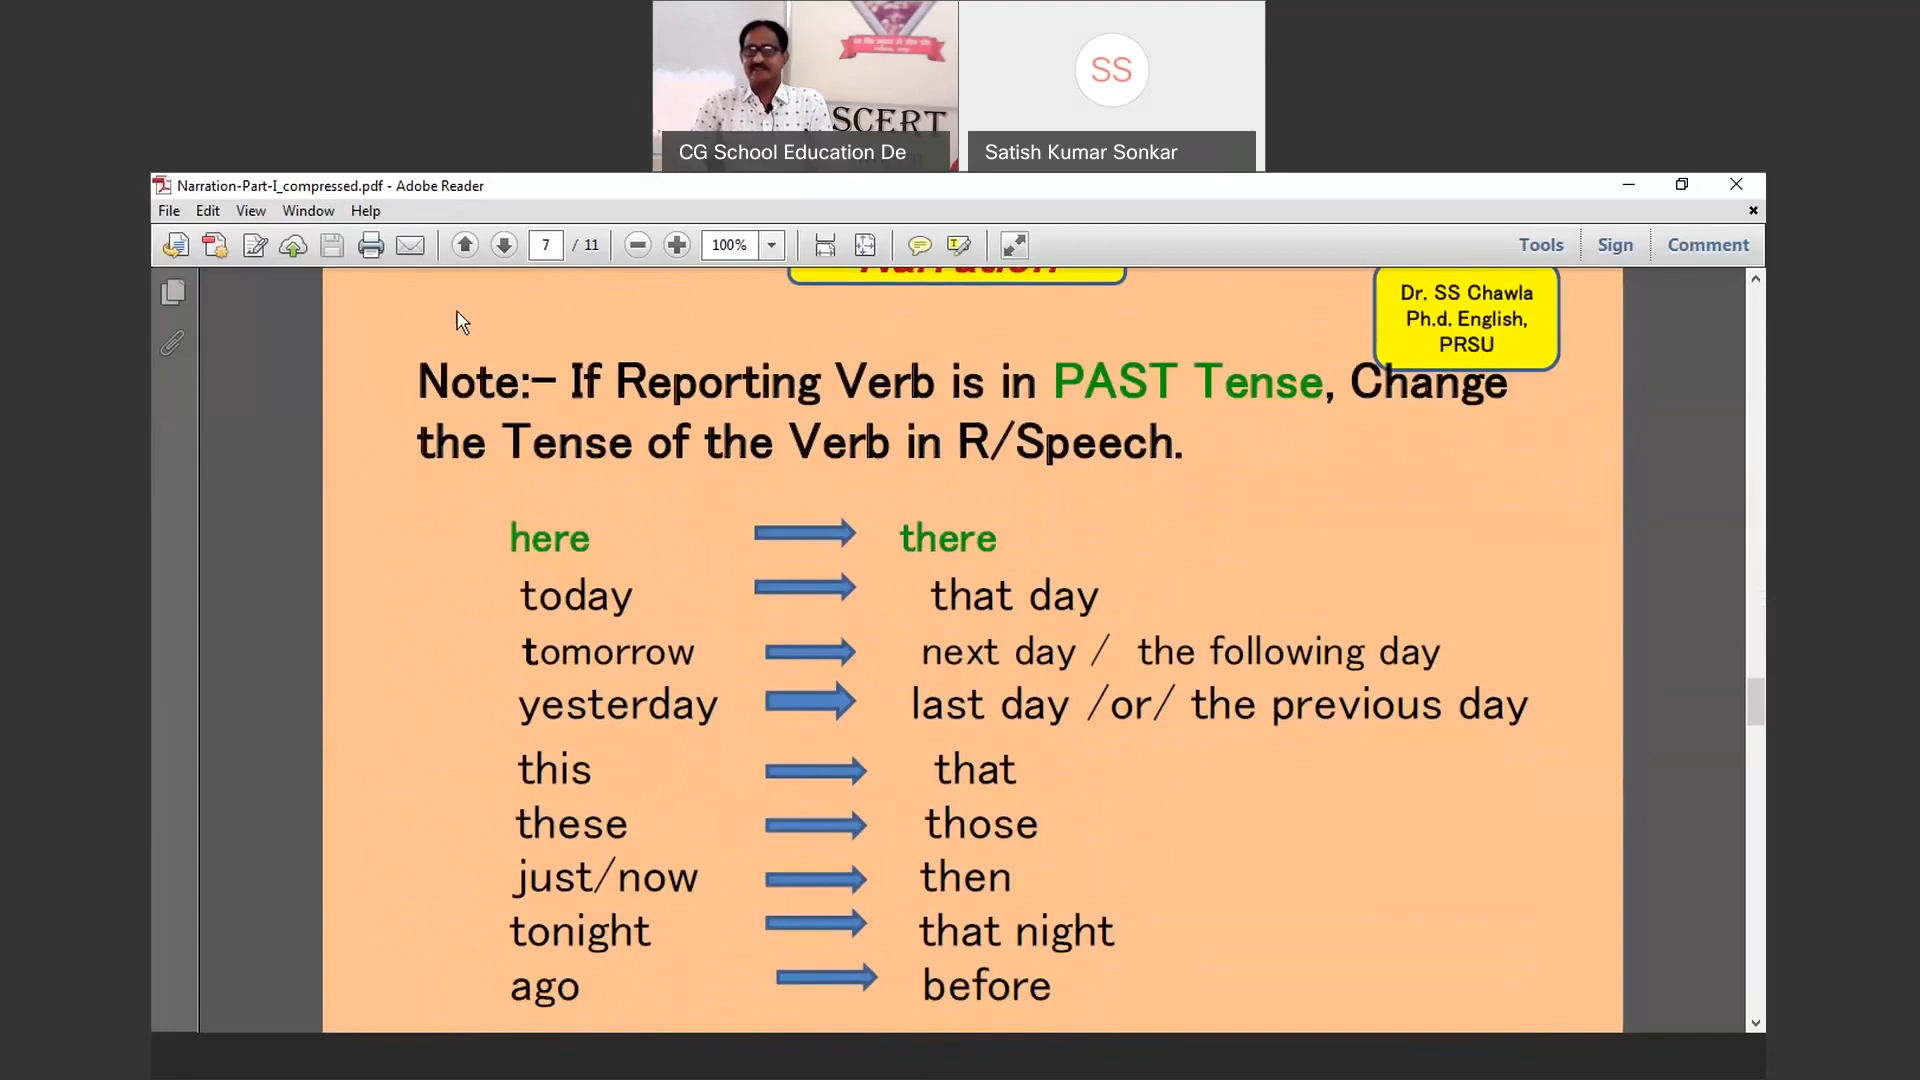 SS
SCERT
CG School Education De
Satish Kumar Sonkar
Narration-Part-I_compressed.pdf - Adobe Reader
File Edit View Window Help
7 / 11 100% Tools Sign Comment
Narration
Dr. SS Chawla
Ph.d. English,
PRSU
Note:- If Reporting Verb is in PAST Tense, Change
the Tense of the Verb in R/Speech.
here there
today that day
tomorrow next day / the following day
yesterday last day /or/ the previous day
this that
these those
just/now then
tonight that night
ago before